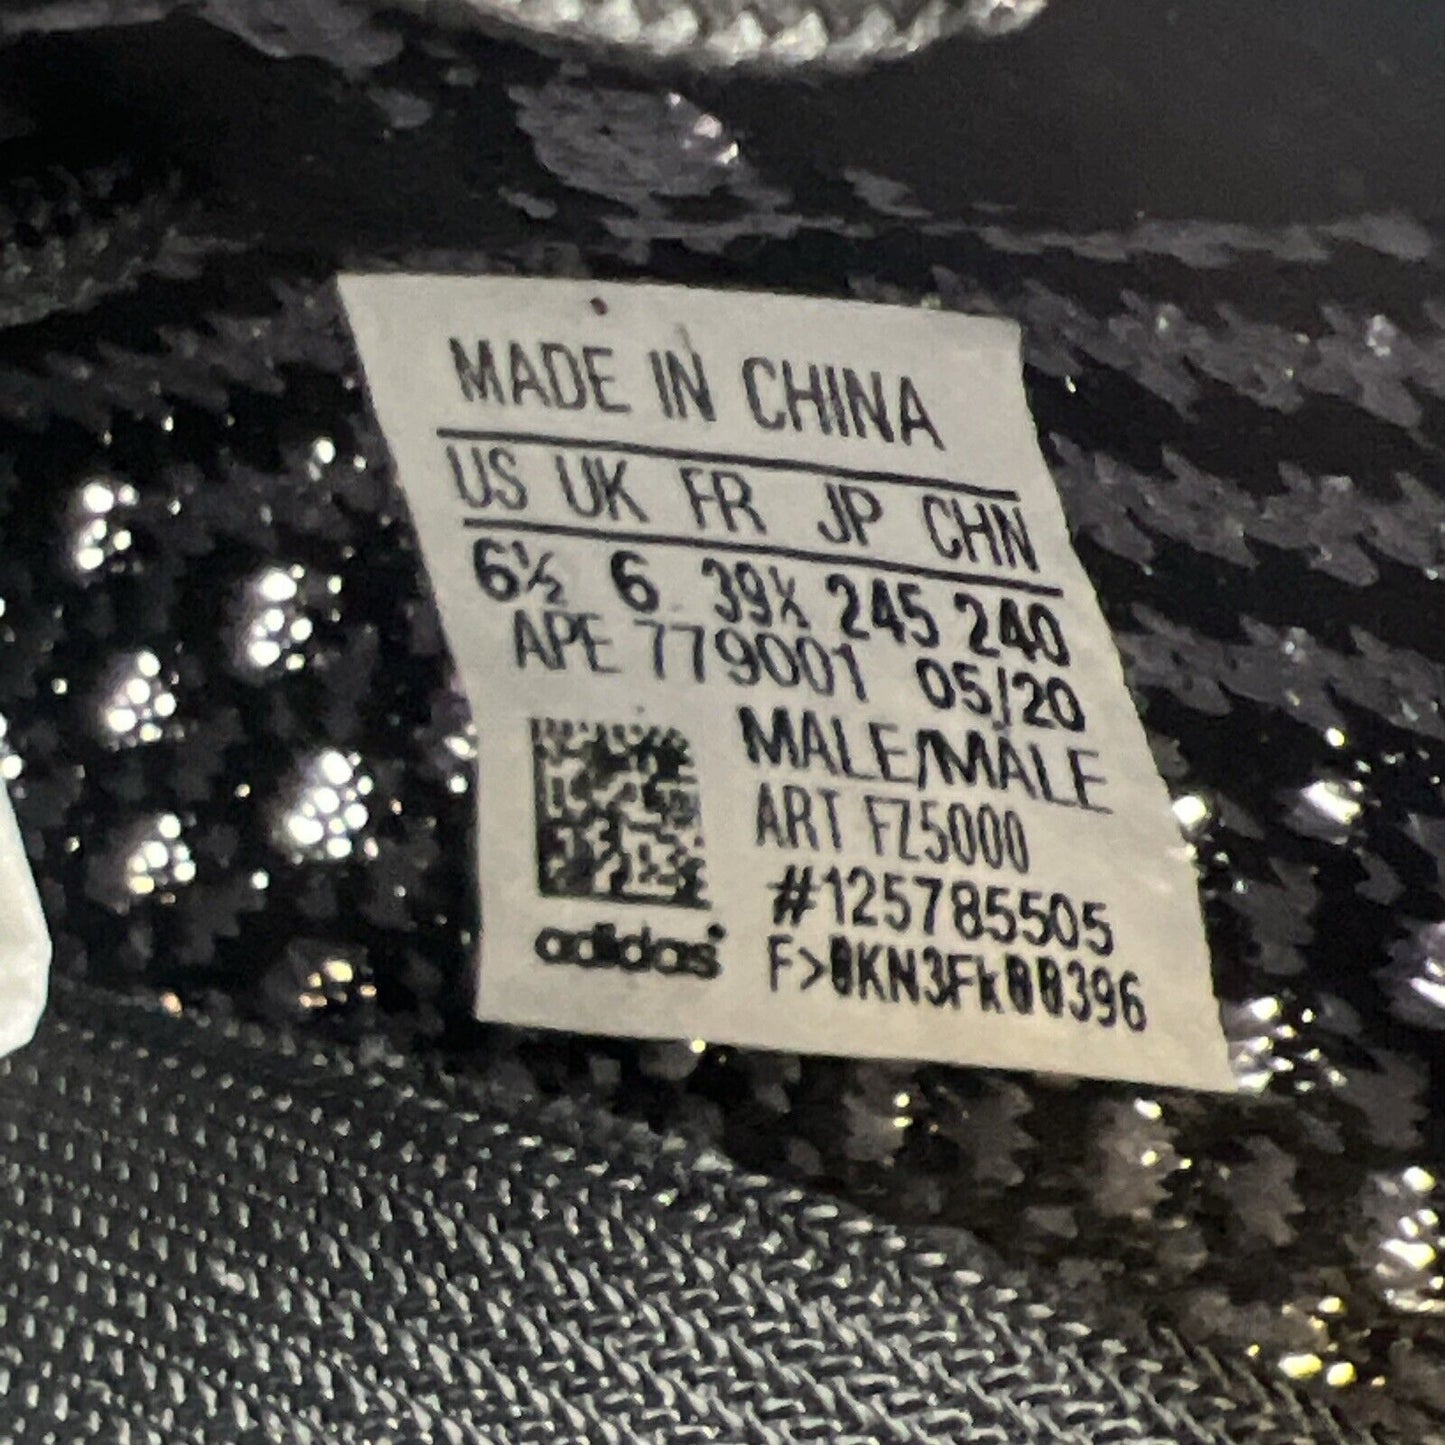 MADE IN CHINA
US UK FR JP CHN
6½ 6 39⅓ 245 240
APE 779001 05/20
MALE/MÂLE
ART FZ5000
#125785505
adidas